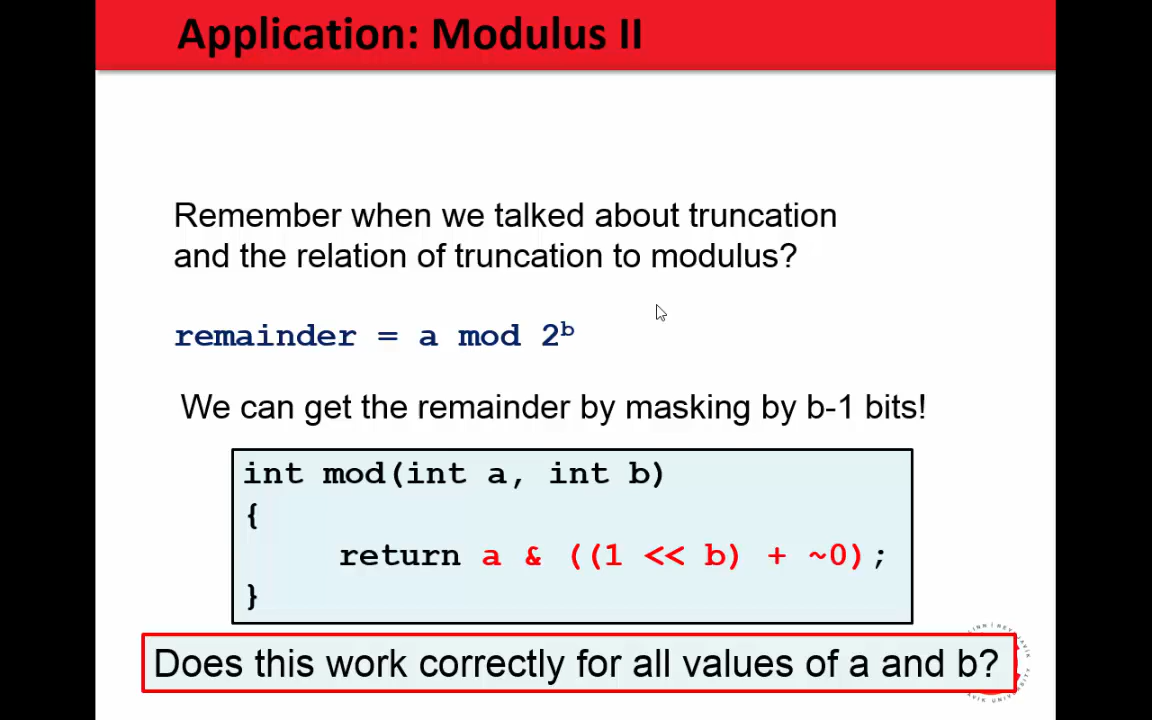 Application: Modulus II
Remember when we talked about truncation
and the relation of truncation to modulus?
remainder = a mod 2ᵇ
We can get the remainder by masking by b-1 bits!
int mod(int a, int b)
{
return a & ((1 << b) + ~0);
}
Does this work correctly for all values of a and b?